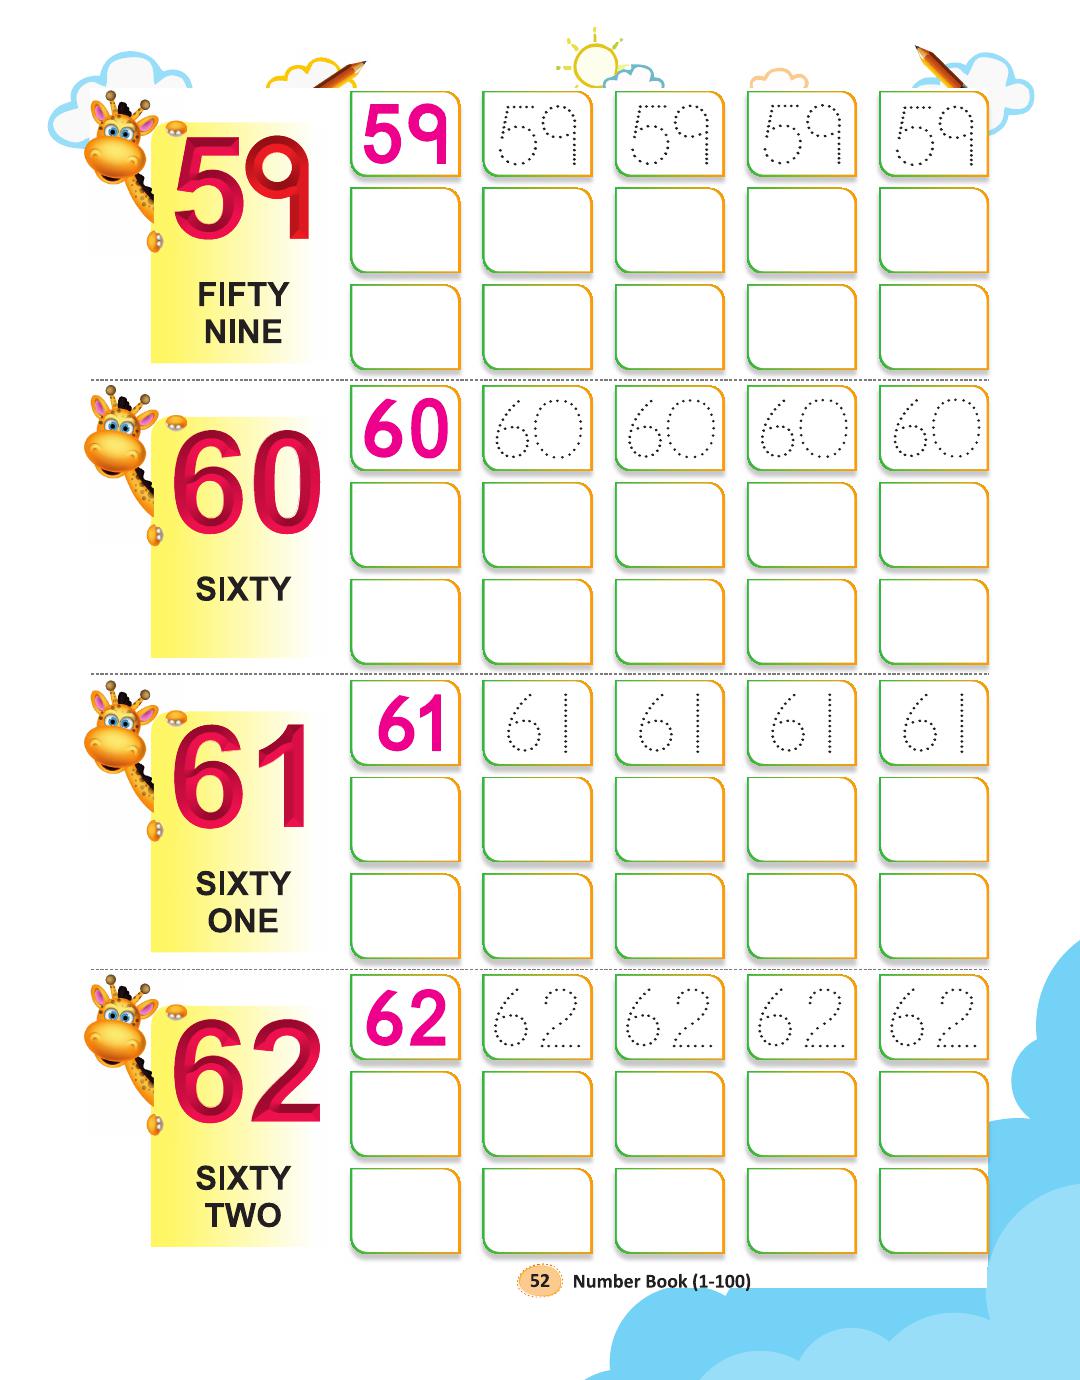 59
59 59 59 59 59
FIFTY
NINE
60
60 60 60 60 60
SIXTY
61
61 61 61 61 61
SIXTY
ONE
62
62 62 62 62 62
SIXTY
TWO
52 Number Book (1-100)